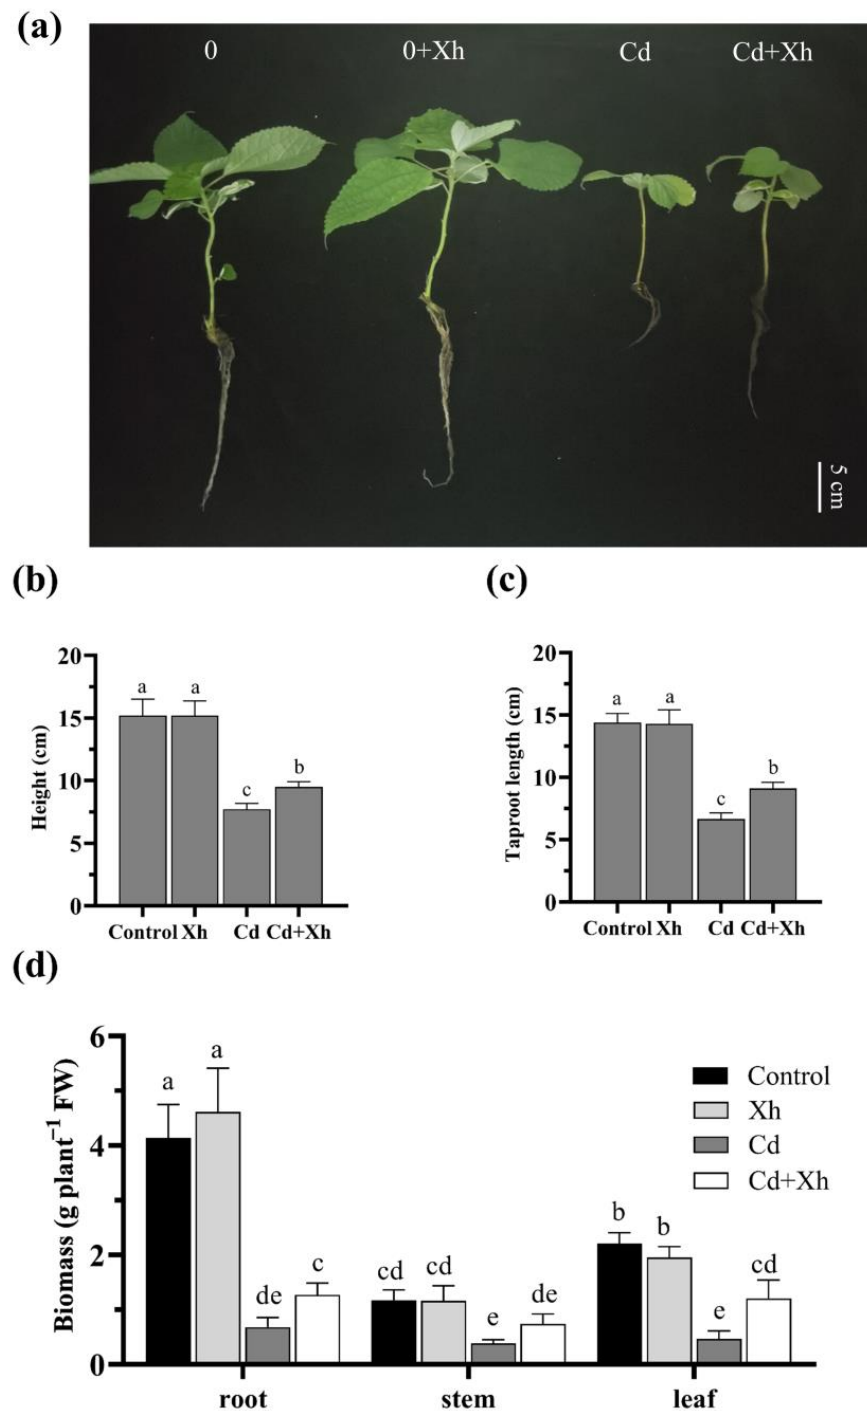 (a)
0 0+Xh Cd Cd+Xh
5 cm
(b)
20
15
10
5
0
Height (cm)
a a c b
Control Xh Cd Cd+Xh
(c)
20
15
10
5
0
Taproot length (cm)
a a c b
Control Xh Cd Cd+Xh
(d)
6
4
2
0
Biomass (g plant⁻¹ FW)
a a de c
cd cd e de
b b e cd
root stem leaf
Control
Xh
Cd
Cd+Xh